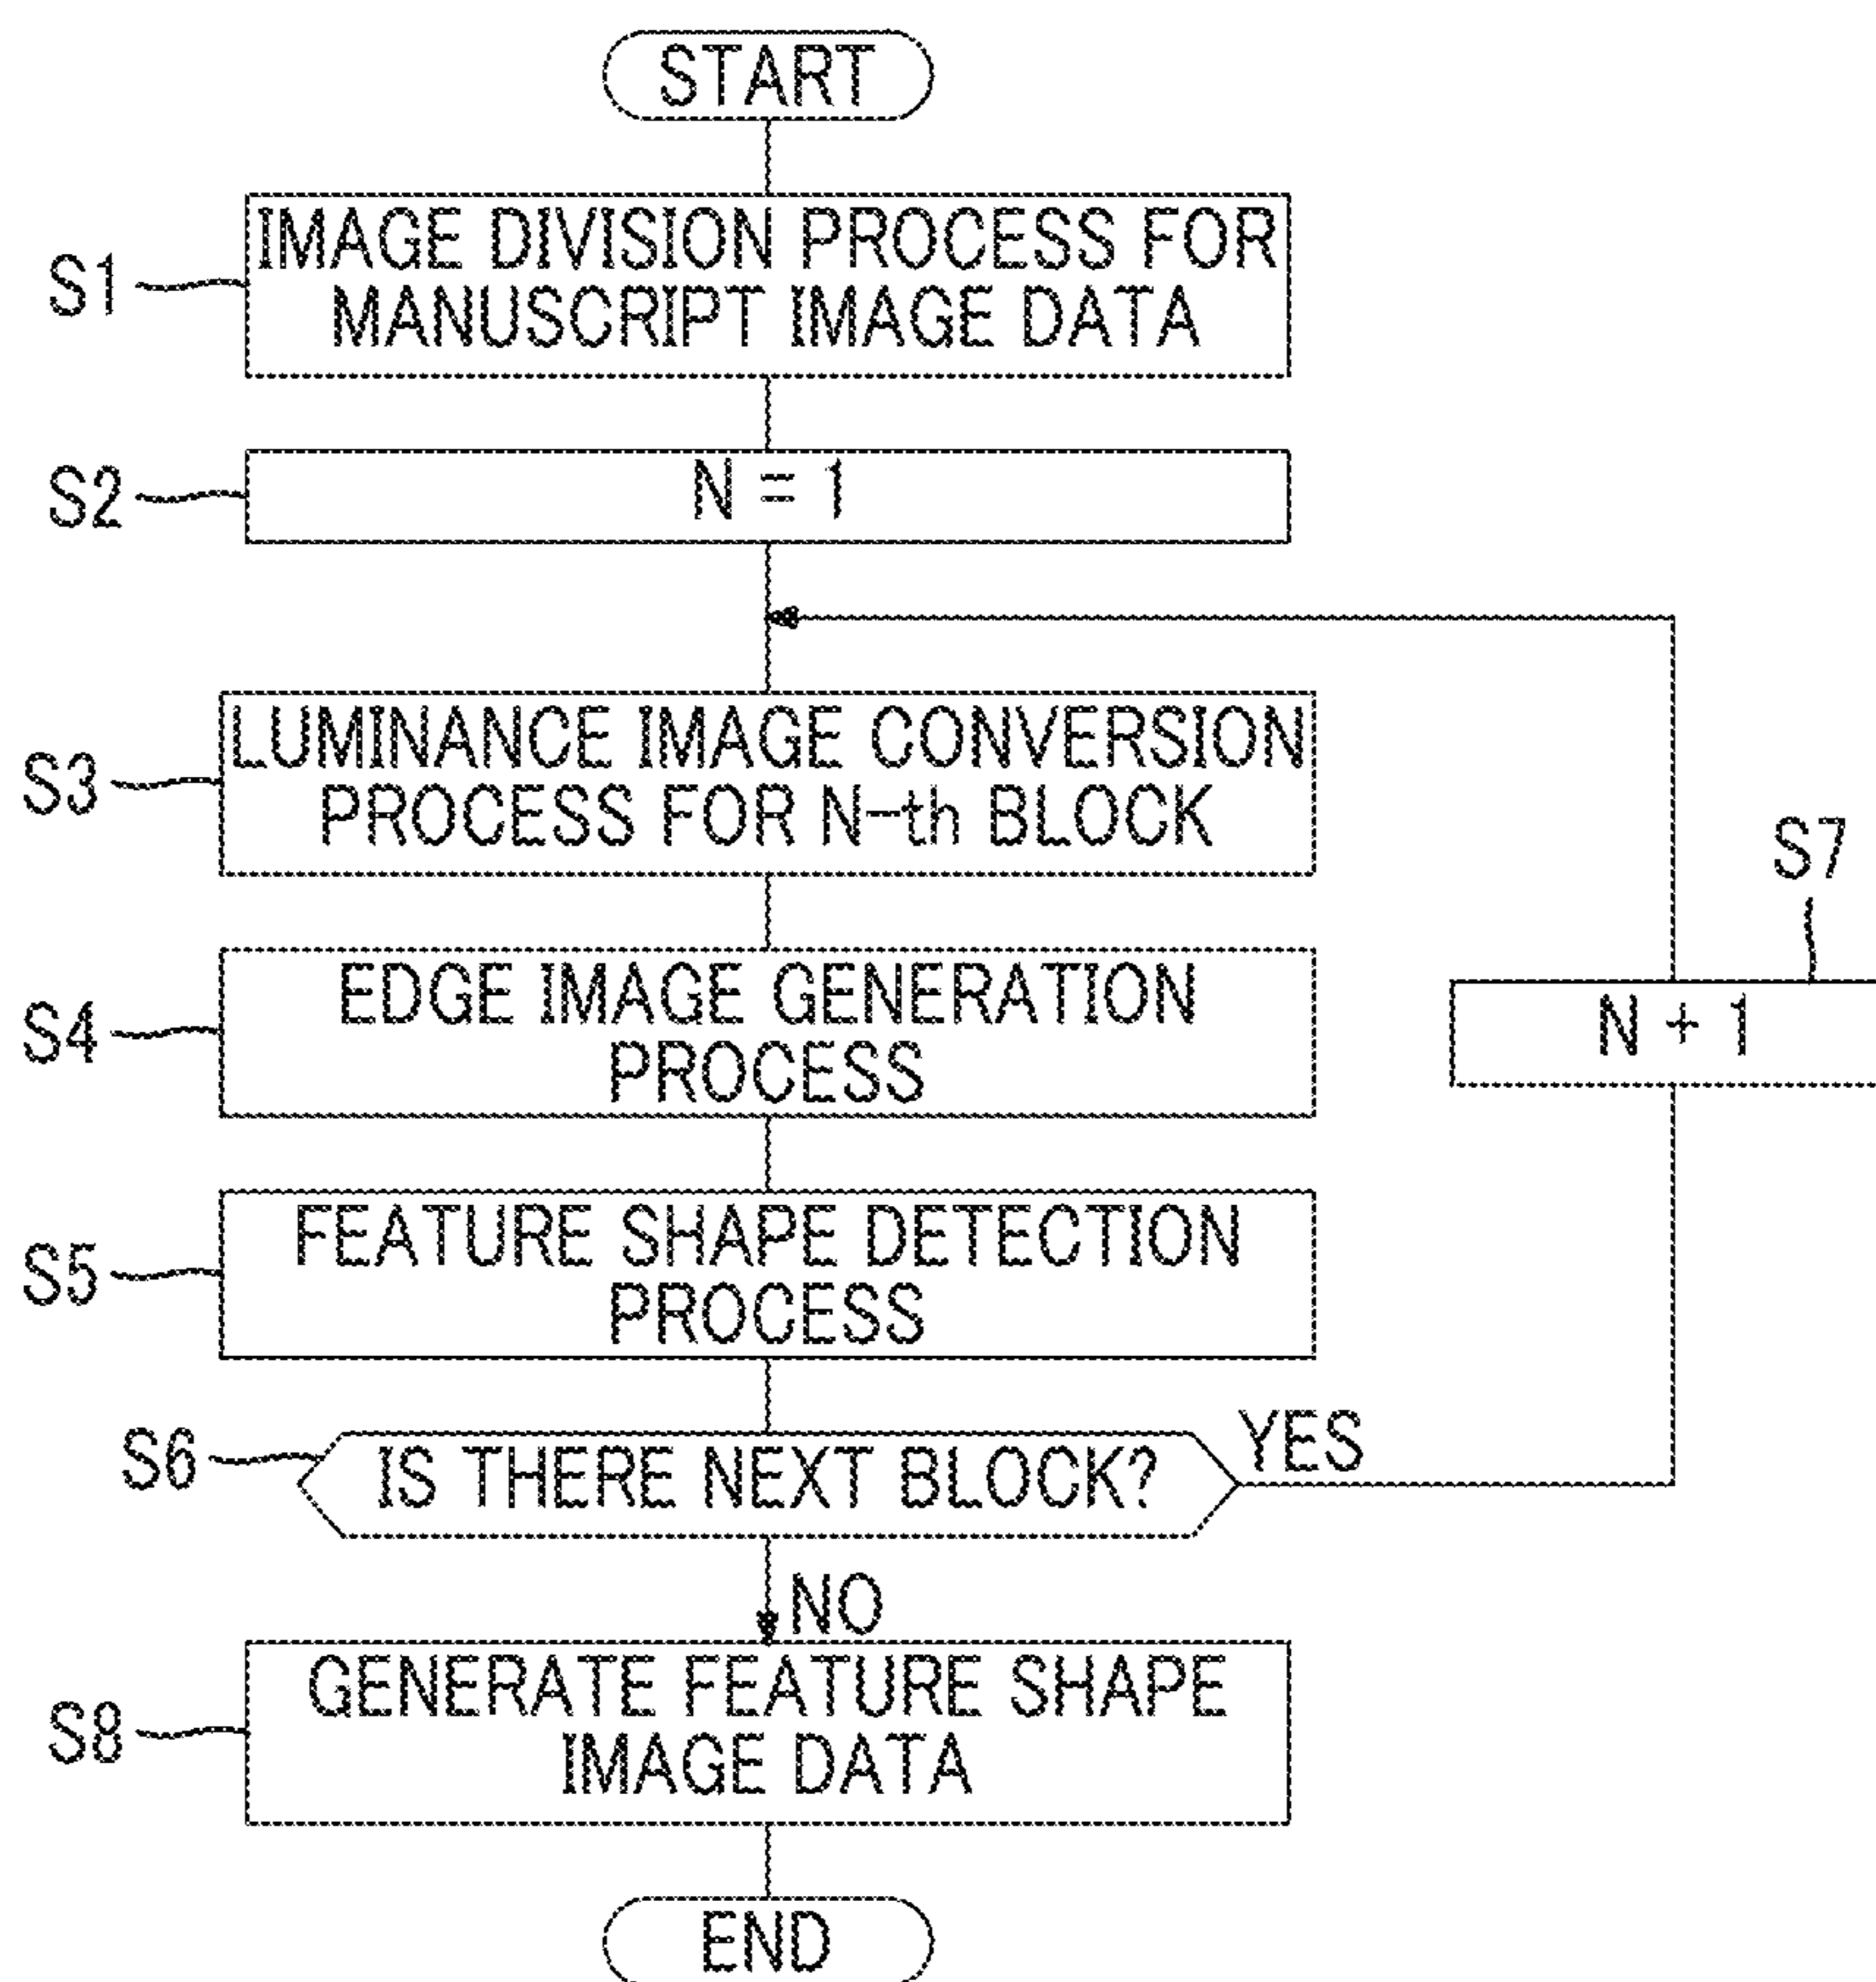 START
S1
IMAGE DIVISION PROCESS FOR
MANUSCRIPT IMAGE DATA
S2
N = 1
S3
LUMINANCE IMAGE CONVERSION
PROCESS FOR N-th BLOCK
S4
EDGE IMAGE GENERATION
PROCESS
S7
N + 1
S5
FEATURE SHAPE DETECTION
PROCESS
S6
IS THERE NEXT BLOCK?
YES
NO
S8
GENERATE FEATURE SHAPE
IMAGE DATA
END